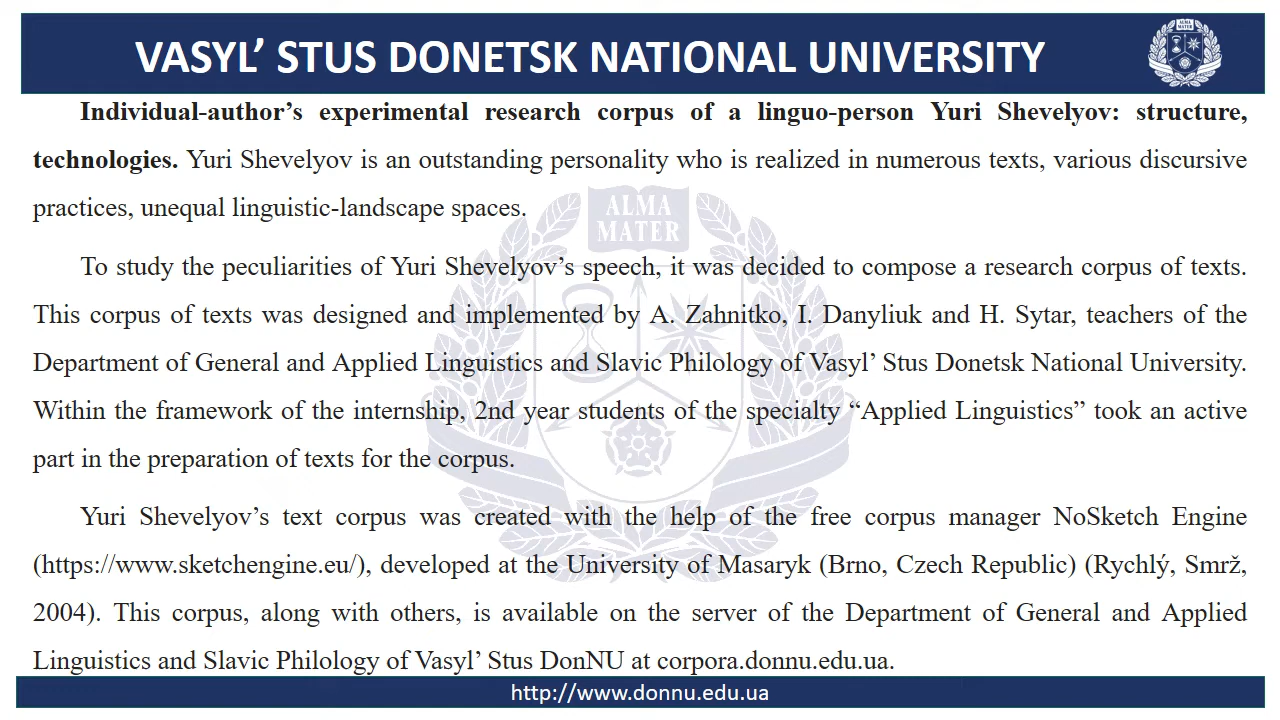 VASYL’ STUS DONETSK NATIONAL UNIVERSITY
ALMA
MATER
Individual-author’s experimental research corpus of a linguo-person Yuri Shevelyov: structure,
technologies. Yuri Shevelyov is an outstanding personality who is realized in numerous texts, various discursive
practices, unequal linguistic-landscape spaces.
ALMA
MATER
To study the peculiarities of Yuri Shevelyov’s speech, it was decided to compose a research corpus of texts.
This corpus of texts was designed and implemented by A. Zahnitko, I. Danyliuk and H. Sytar, teachers of the
Department of General and Applied Linguistics and Slavic Philology of Vasyl’ Stus Donetsk National University.
Within the framework of the internship, 2nd year students of the specialty “Applied Linguistics” took an active
part in the preparation of texts for the corpus.
Yuri Shevelyov’s text corpus was created with the help of the free corpus manager NoSketch Engine
(https://www.sketchengine.eu/), developed at the University of Masaryk (Brno, Czech Republic) (Rychlý, Smrž,
2004). This corpus, along with others, is available on the server of the Department of General and Applied
Linguistics and Slavic Philology of Vasyl’ Stus DonNU at corpora.donnu.edu.ua.
http://www.donnu.edu.ua